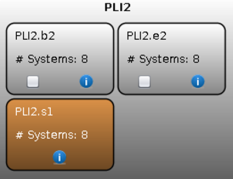 PLI2
PLI2.b2
# Systems: 8
PLI2.e2
# Systems: 8
PLI2.s1
# Systems: 8